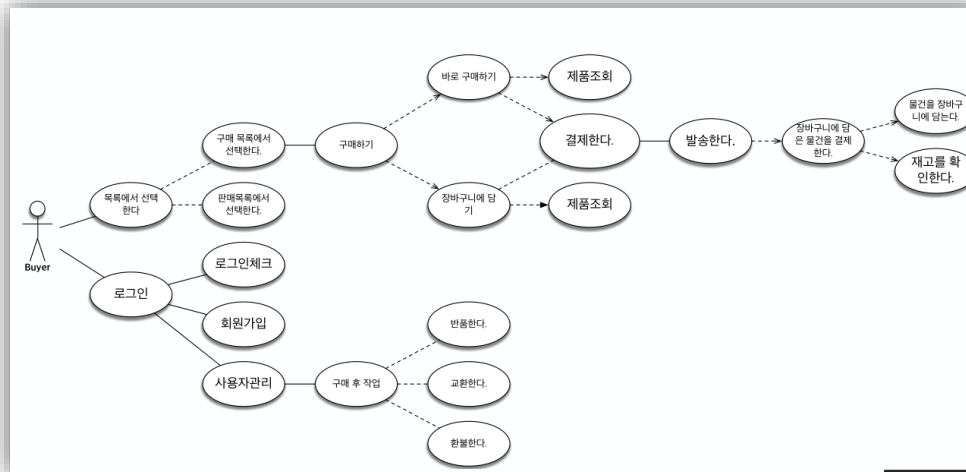 바로 구매하기
제품조회
물건을 장바구
니에 담는다.
구매 목록에서
선택한다.
구매하기
결제한다.
발송한다.
장바구니에 담
은 물건을 결제
한다.
재고를 확
인한다.
목록에서 선택
한다
판매목록에서
선택한다.
장바구니에 담
기
제품조회
Buyer
로그인체크
로그인
회원가입
반품한다.
사용자관리
구매 후 작업
교환한다.
환불한다.